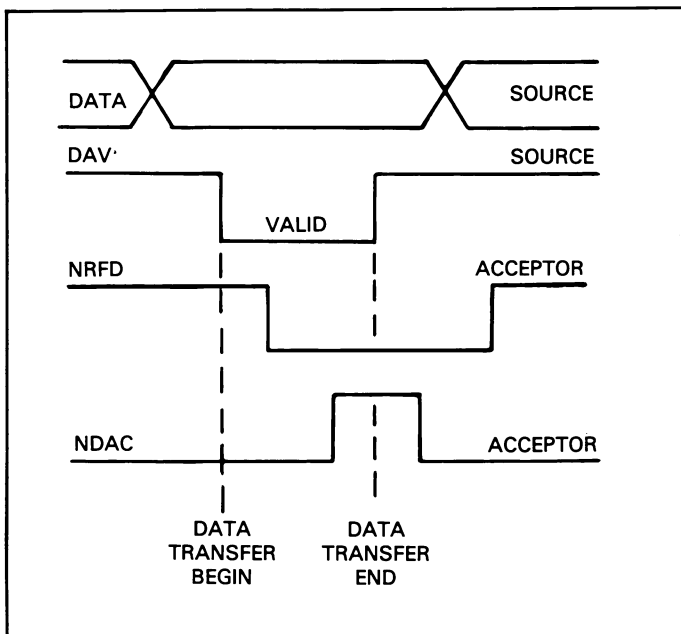 DATA SOURCE
DAV SOURCE
VALID
NRFD ACCEPTOR
NDAC ACCEPTOR
DATA TRANSFER BEGIN
DATA TRANSFER END